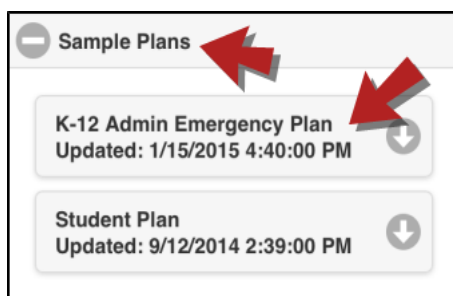 Sample Plans
K-12 Admin Emergency Plan
Updated: 1/15/2015 4:40:00 PM
Student Plan
Updated: 9/12/2014 2:39:00 PM